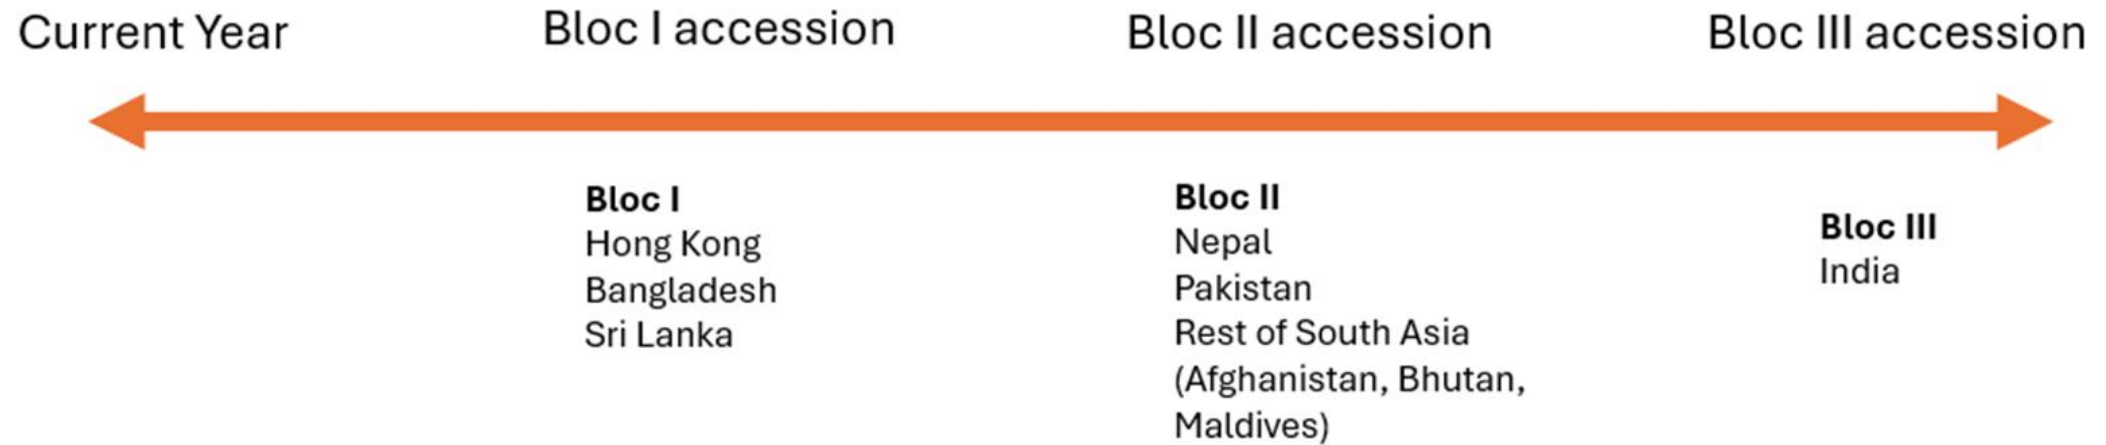 Current Year
Bloc I accession
Bloc II accession
Bloc III accession
Bloc I
Hong Kong
Bangladesh
Sri Lanka
Bloc II
Nepal
Pakistan
Rest of South Asia
(Afghanistan, Bhutan,
Maldives)
Bloc III
India